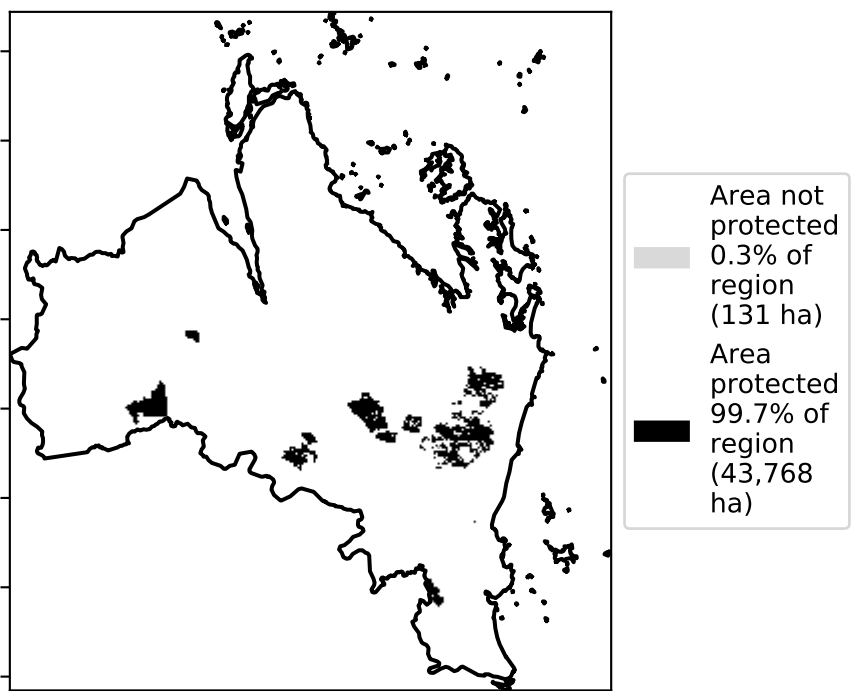 Area not
protected
0.3% of
region
(131 ha)
Area
protected
99.7% of
region
(43,768
ha)